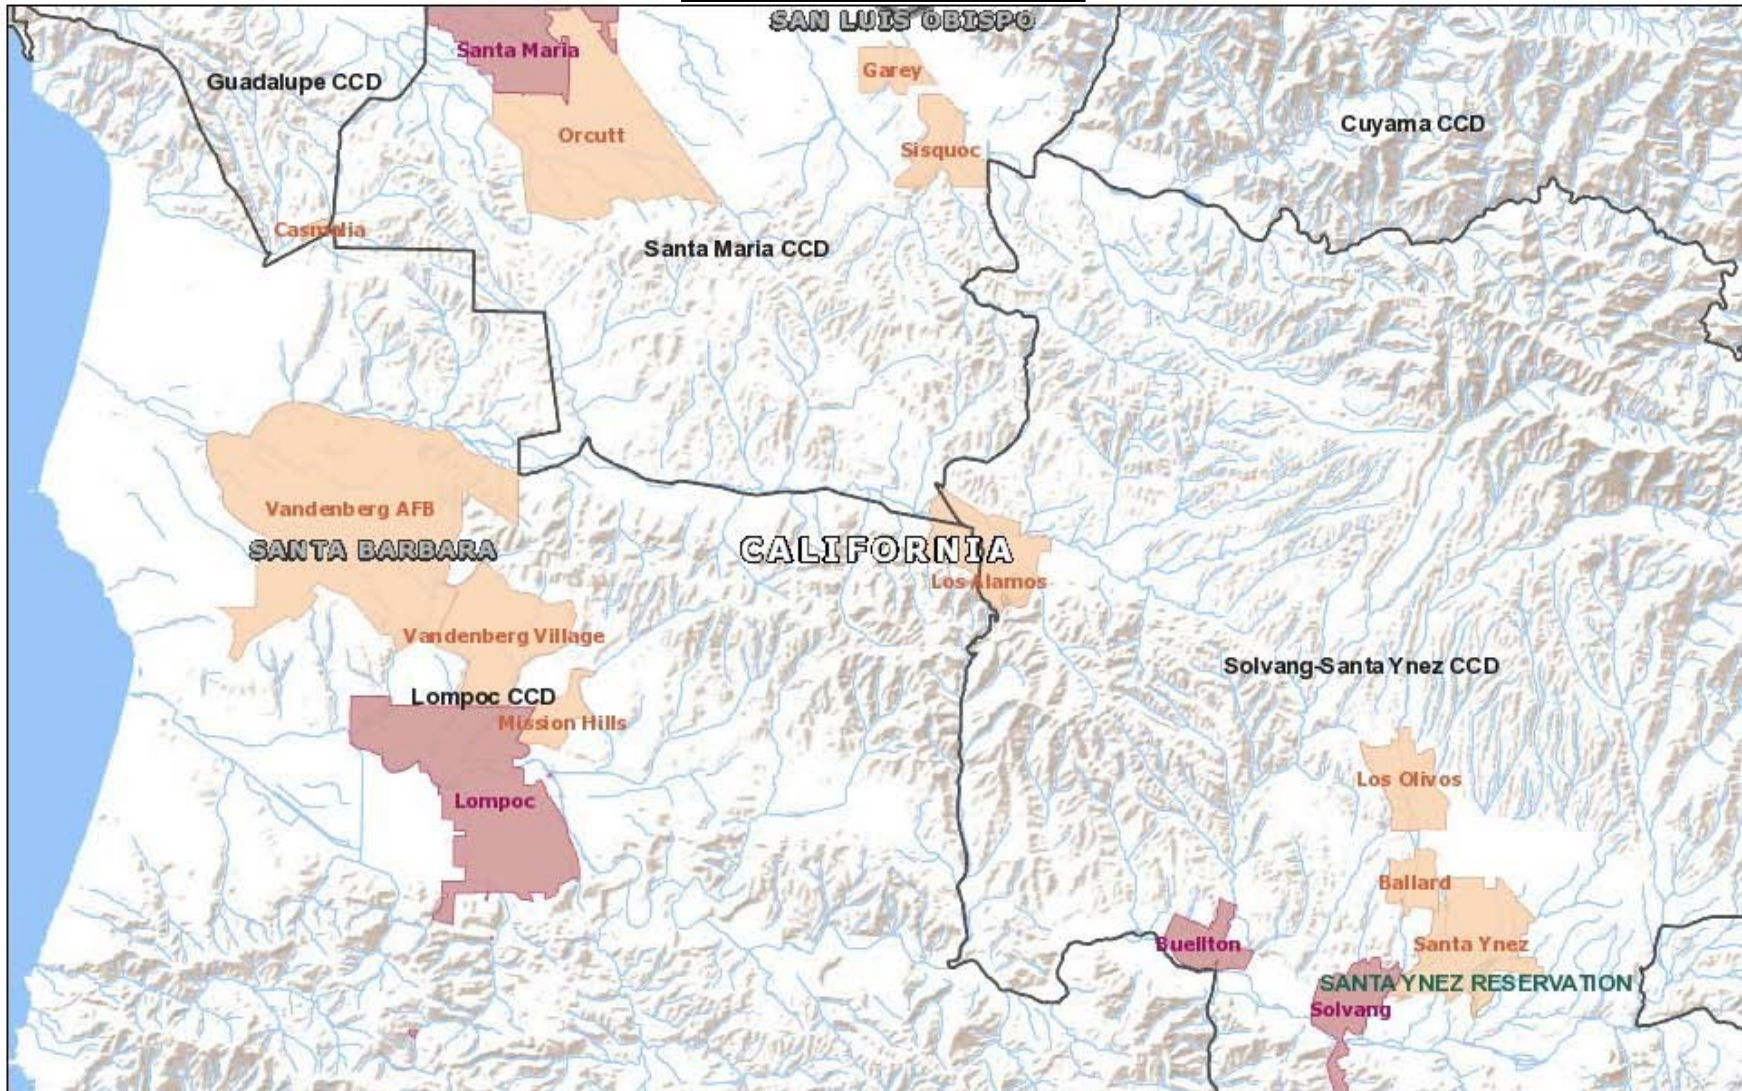 SAN LUIS OBISPO
Santa Maria
Garey
Guadalupe CCD
Cuyama CCD
Orcutt
Sisquoc
Casmalia
Santa Maria CCD
Vandenberg AFB
SANTA BARBARA
CALIFORNIA
Los Alamos
Vandenberg Village
Solvang-Santa Ynez CCD
Lompoc CCD
Mission Hills
Los Olivos
Lompoc
Ballard
Buellton
Santa Ynez
SANTA YNEZ RESERVATION
Solvang